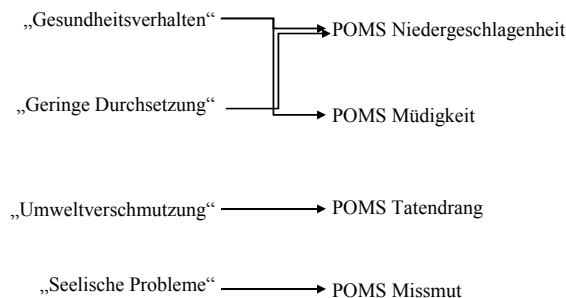 „Gesundheitsverhalten“ POMS Niedergeschlagenheit
„Geringe Durchsetzung“ POMS Müdigkeit
„Umweltverschmutzung“ POMS Tatendrang
„Seelische Probleme“ POMS Missmut